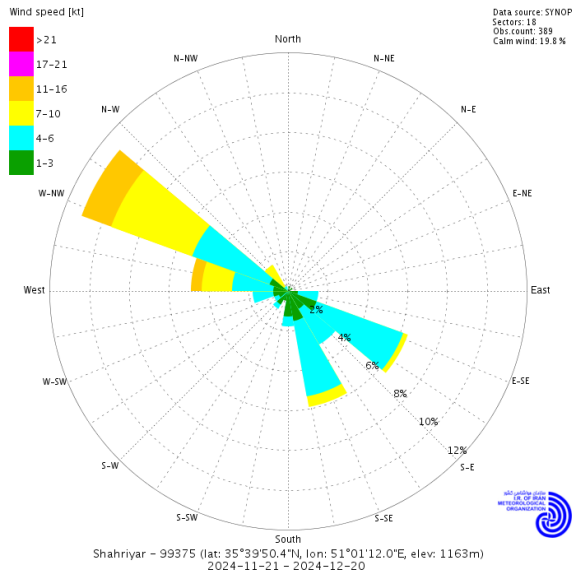 Wind speed [kt]
>21
17-21
11-16
7-10
4-6
1-3
Data source: SYNOP
Sectors: 18
Obs.count: 389
Calm wind: 19.8 %
North
N-NW
N-NE
N-W
N-E
W-NW
E-NE
West
East
2%
4%
6%
8%
10%
12%
W-SW
E-SE
S-W
S-E
S-SW
S-SE
South
سازمان هواشناسی کشور
I.R. OF IRAN
METEOROLOGICAL
ORGANIZATION
Shahriyar - 99375 (lat: 35°39'50.4"N, lon: 51°01'12.0"E, elev: 1163m)
2024-11-21 - 2024-12-20